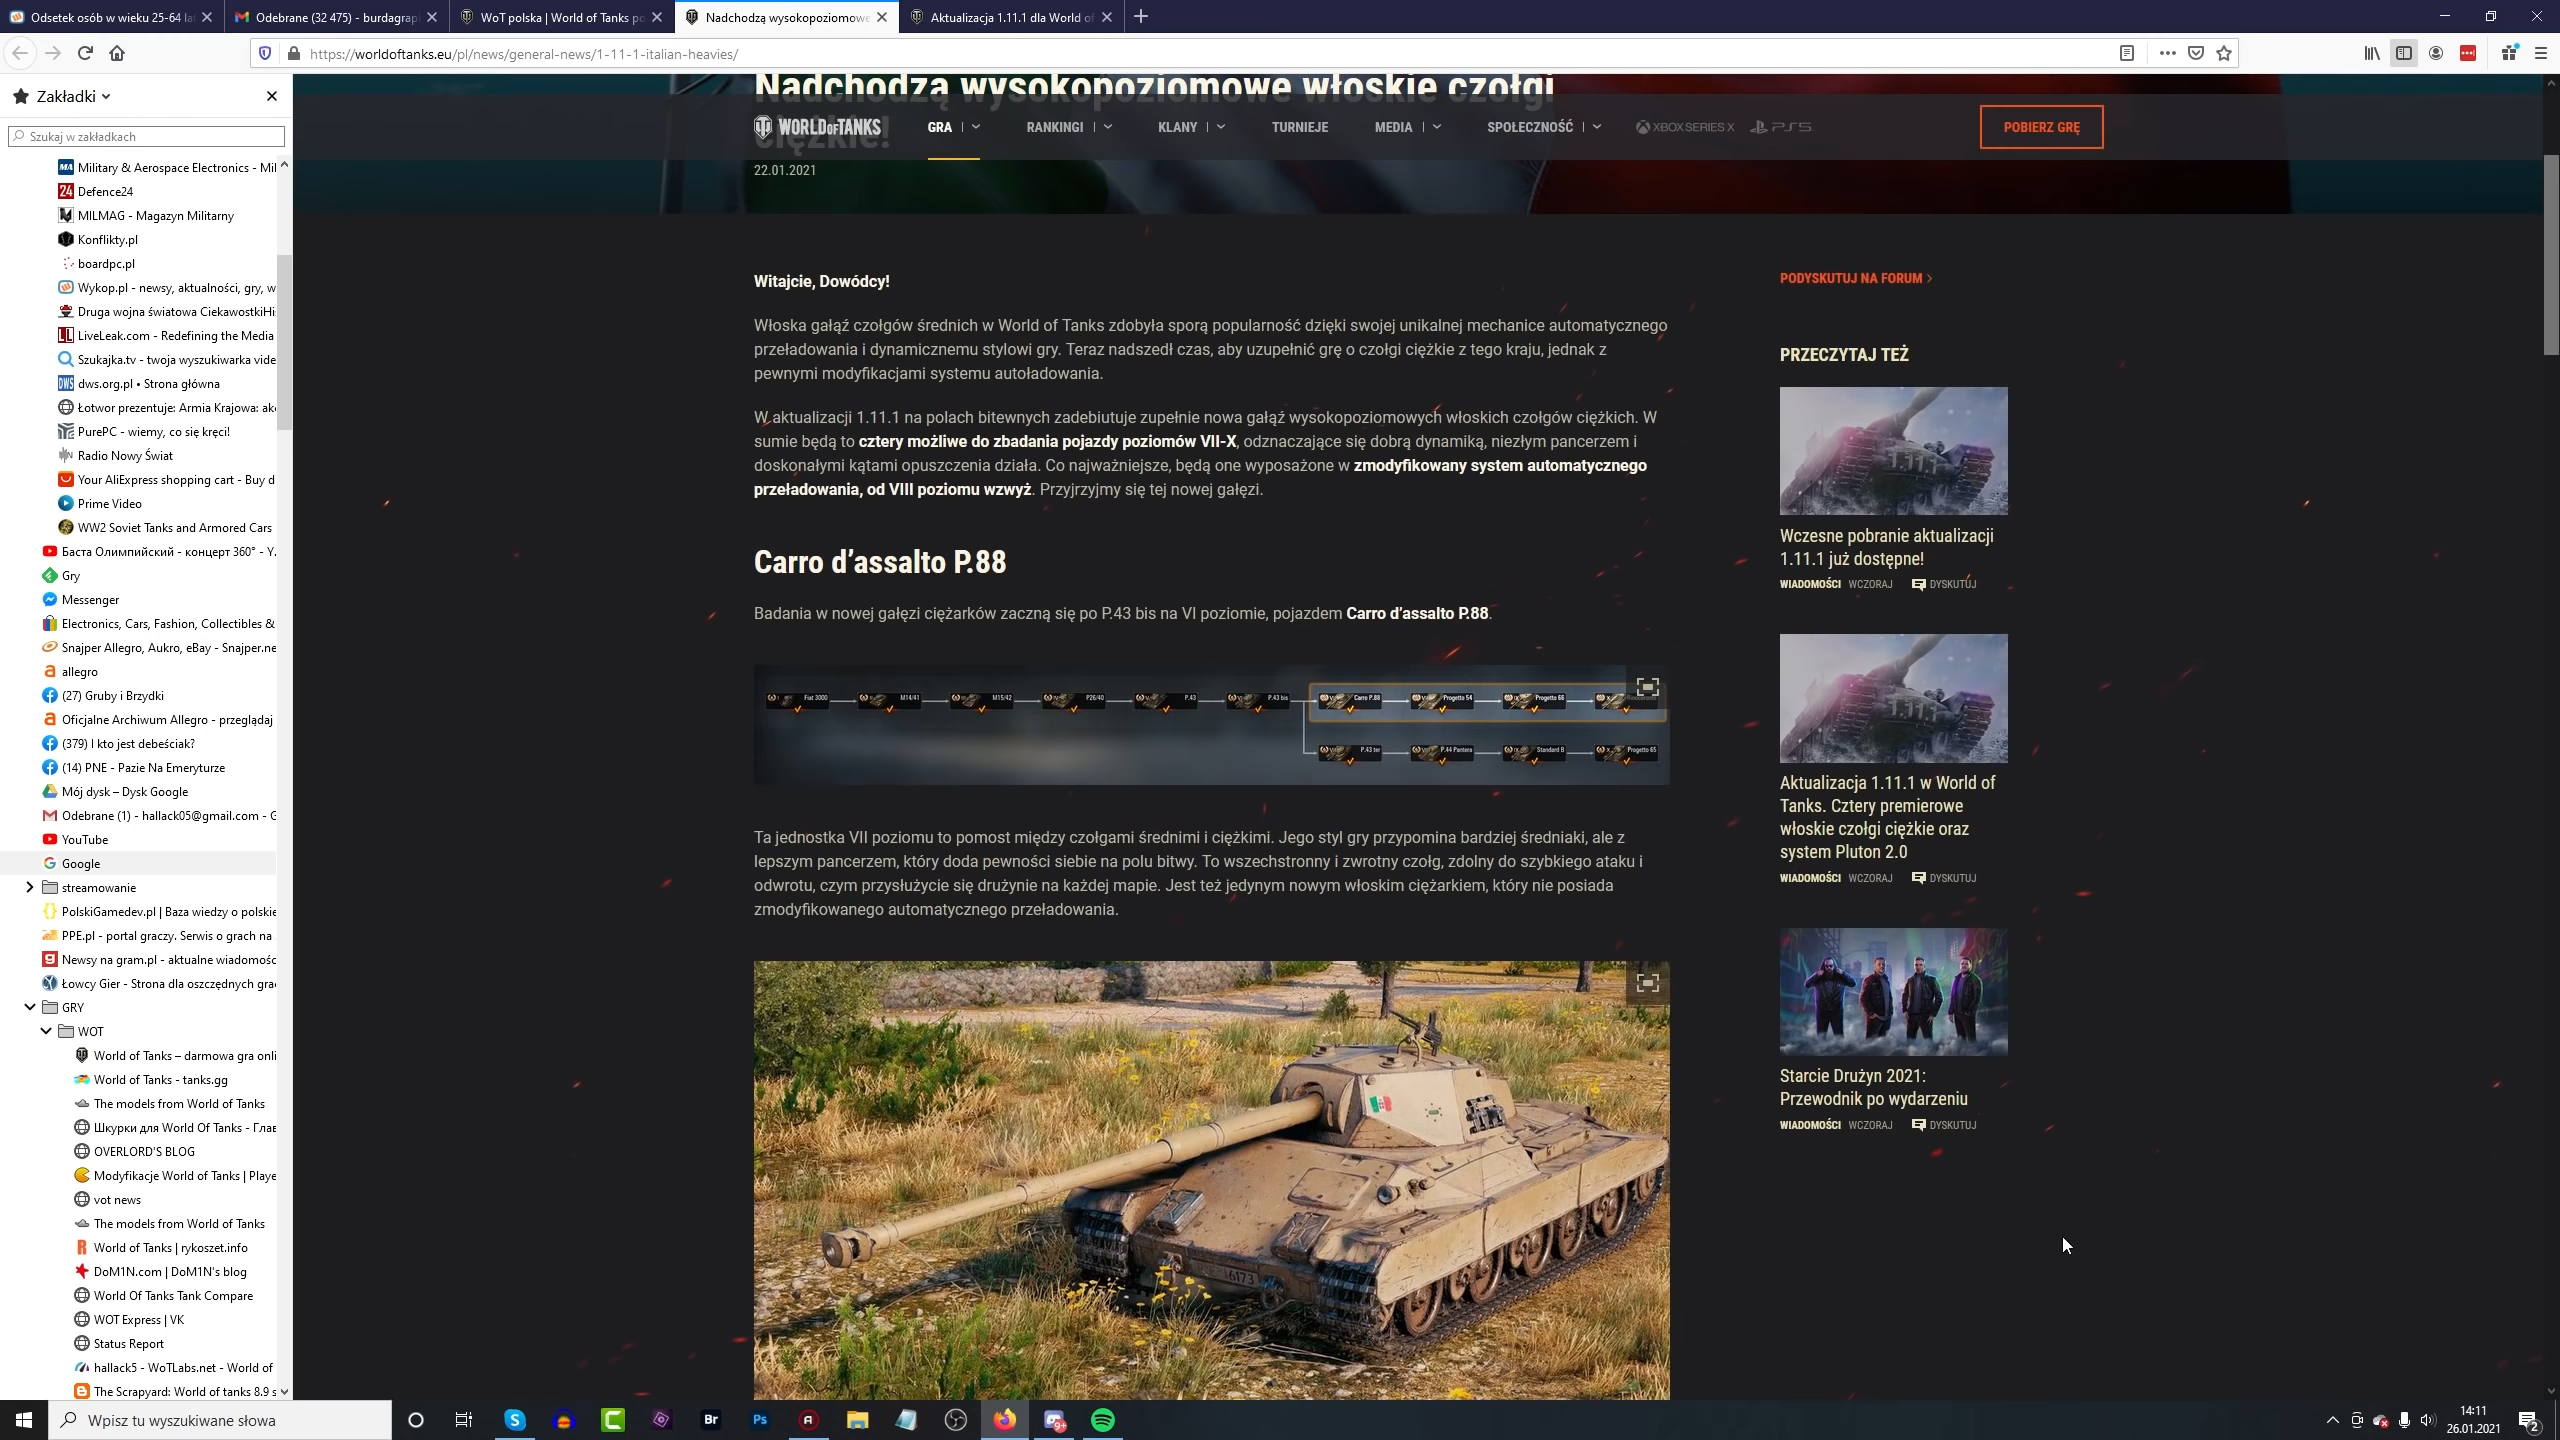 Odsetek osób w wieku 25-64 lat
Odebrane (32 475) - burdagrap
WoT polska | World of Tanks po
Nadchodzą wysokopoziomowe
Aktualizacja 1.11.1 dla World of
https://worldoftanks.eu/pl/news/general-news/1-11-1-italian-heavies/
Zakładki
Szukaj w zakładkach
Military & Aerospace Electronics - Mil
Defence24
MILMAG - Magazyn Militarny
Konflikty.pl
boardpc.pl
Wykop.pl - newsy, aktualności, gry, w
Druga wojna światowa CiekawostkiHi
LiveLeak.com - Redefining the Media
Szukajka.tv - twoja wyszukiwarka vide
dws.org.pl • Strona główna
Łotwor prezentuje: Armia Krajowa: ak
PurePC - wiemy, co się kręci!
Radio Nowy Świat
Your AliExpress shopping cart - Buy d
Prime Video
WW2 Soviet Tanks and Armored Cars
Баста Олимпийский - концерт 360° - Y
Gry
Messenger
Electronics, Cars, Fashion, Collectibles &
Snajper Allegro, Aukro, eBay - Snajper.ne
allegro
(27) Gruby i Brzydki
Oficjalne Archiwum Allegro - przeglądaj
(379) I kto jest debeściak?
(14) PNE - Pazie Na Emeryturze
Mój dysk – Dysk Google
Odebrane (1) - hallack05@gmail.com - G
YouTube
Google
streamowanie
PolskiGamedev.pl | Baza wiedzy o polskie
PPE.pl - portal graczy. Serwis o grach na
Newsy na gram.pl - aktualne wiadomośc
Łowcy Gier - Strona dla oszczędnych gra
GRY
WOT
World of Tanks – darmowa gra onli
World of Tanks - tanks.gg
The models from World of Tanks
Шкурки для World Of Tanks - Глав
OVERLORD'S BLOG
Modyfikacje World of Tanks | Playe
vot news
The models from World of Tanks
World of Tanks | rykoszet.info
DoM1N.com | DoM1N's blog
World Of Tanks Tank Compare
WOT Express | VK
Status Report
hallack5 - WoTLabs.net - World of
The Scrapyard: World of tanks 8.9 s
Nadchodzą wysokopoziomowe włoskie czołgi
ciężkie!
WORLD OF TANKS
GRA
RANKINGI
KLANY
TURNIEJE
MEDIA
SPOŁECZNOŚĆ
XBOX SERIES X
PS5
POBIERZ GRĘ
22.01.2021
Witajcie, Dowódcy!
Włoska gałąź czołgów średnich w World of Tanks zdobyła sporą popularność dzięki swojej unikalnej mechanice automatycznego
przeładowania i dynamicznemu stylowi gry. Teraz nadszedł czas, aby uzupełnić grę o czołgi ciężkie z tego kraju, jednak z
pewnymi modyfikacjami systemu autoładowania.
W aktualizacji 1.11.1 na polach bitewnych zadebiutuje zupełnie nowa gałąź wysokopoziomowych włoskich czołgów ciężkich. W
sumie będą to cztery możliwe do zbadania pojazdy poziomów VII-X, odznaczające się dobrą dynamiką, niezłym pancerzem i
doskonałymi kątami opuszczenia działa. Co najważniejsze, będą one wyposażone w zmodyfikowany system automatycznego
przeładowania, od VIII poziomu wzwyż. Przyjrzyjmy się tej nowej gałęzi.
Carro d’assalto P.88
Badania w nowej gałęzi ciężarków zaczną się po P.43 bis na VI poziomie, pojazdem Carro d’assalto P.88.
Fiat 3000
M14/41
M15/42
P26/40
P.43
P.43 bis
Carro P.88
Progetto 54
Progetto 66
P.43 ter
P.44 Pantera
Standard B
Progetto 65
Ta jednostka VII poziomu to pomost między czołgami średnimi i ciężkimi. Jego styl gry przypomina bardziej średniaki, ale z
lepszym pancerzem, który doda pewności siebie na polu bitwy. To wszechstronny i zwrotny czołg, zdolny do szybkiego ataku i
odwrotu, czym przysłużycie się drużynie na każdej mapie. Jest też jedynym nowym włoskim ciężarkiem, który nie posiada
zmodyfikowanego automatycznego przeładowania.
6173
PODYSKUTUJ NA FORUM
PRZECZYTAJ TEŻ
1.11.1
Wczesne pobranie aktualizacji
1.11.1 już dostępne!
WIADOMOŚCI WCZORAJ DYSKUTUJ
1.11.1
Aktualizacja 1.11.1 w World of
Tanks. Cztery premierowe
włoskie czołgi ciężkie oraz
system Pluton 2.0
WIADOMOŚCI WCZORAJ DYSKUTUJ
Starcie Drużyn 2021:
Przewodnik po wydarzeniu
WIADOMOŚCI WCZORAJ DYSKUTUJ
Wpisz tu wyszukiwane słowa
Br
Ps
9+
14:11
26.01.2021
2